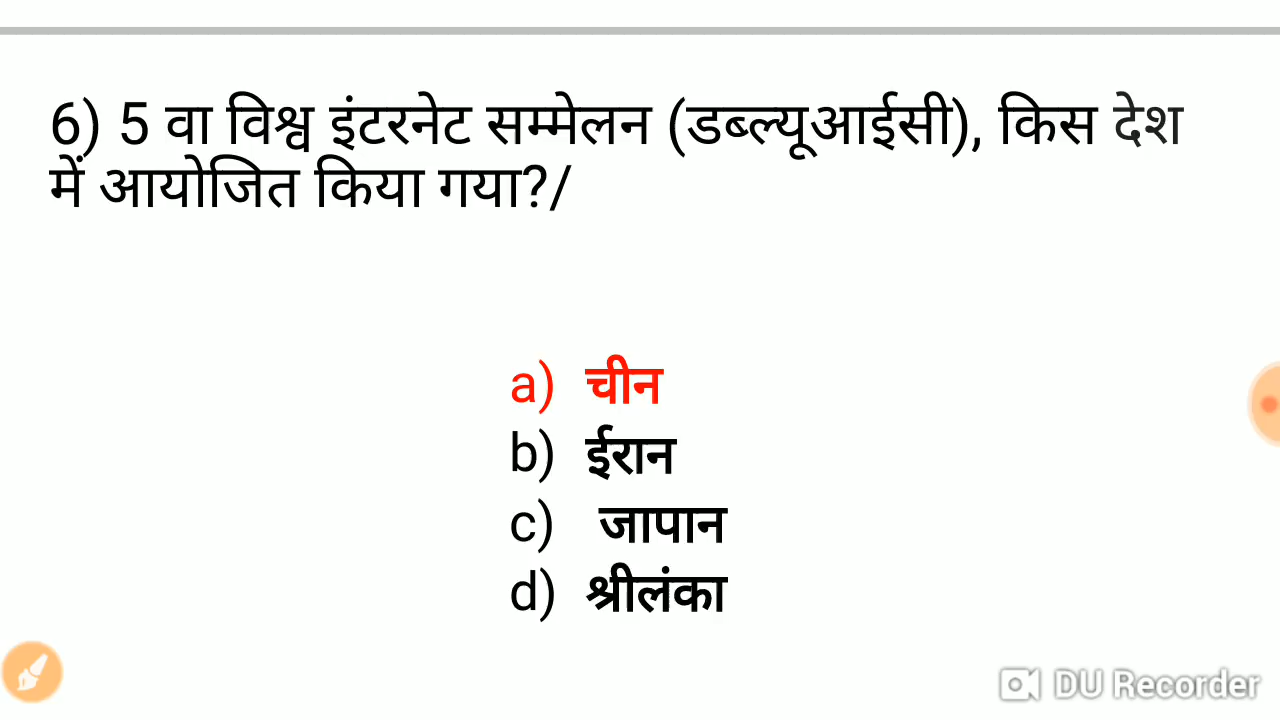 6) 5 वा विश्व इंटरनेट सम्मेलन (डब्ल्यूआईसी), किस देश
में आयोजित किया गया?/
a) चीन
b) ईरान
c) जापान
d) श्रीलंका
DU Recorder